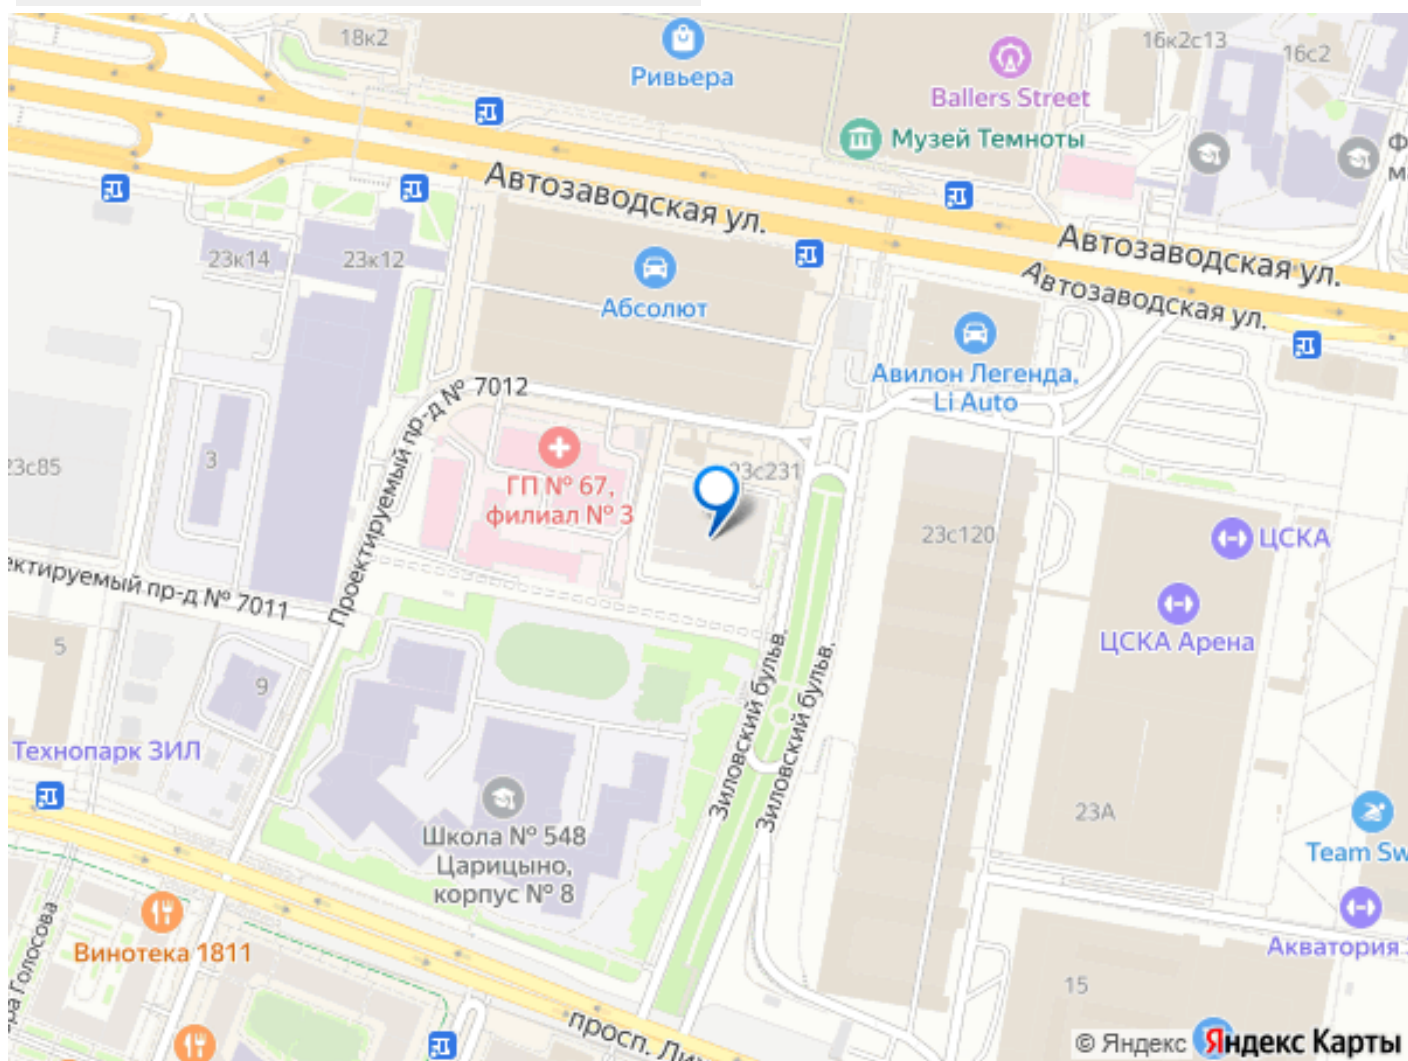 18к2
Ривьера
Ballers Street
16к2с13
16с2
Музей Темноты
Автозаводская ул.
Автозаводская ул.
Автозаводская ул.
23к14
23к12
Абсолют
Авилон Легенда,
Li Auto
Проектируемый пр-д № 7012
23с85
3
ГП № 67,
филиал № 3
23с231
23с120
ЦСКА
ЦСКА Арена
пр-д № 7011
5
9
Зиловский бульв.
Зиловский бульв.
Технопарк ЗИЛ
Школа № 548
Царицыно,
корпус № 8
23А
Team Sw
Винотека 1811
Акватория
Голосова
15
просп. Ли
© Яндекс Яндекс Карты